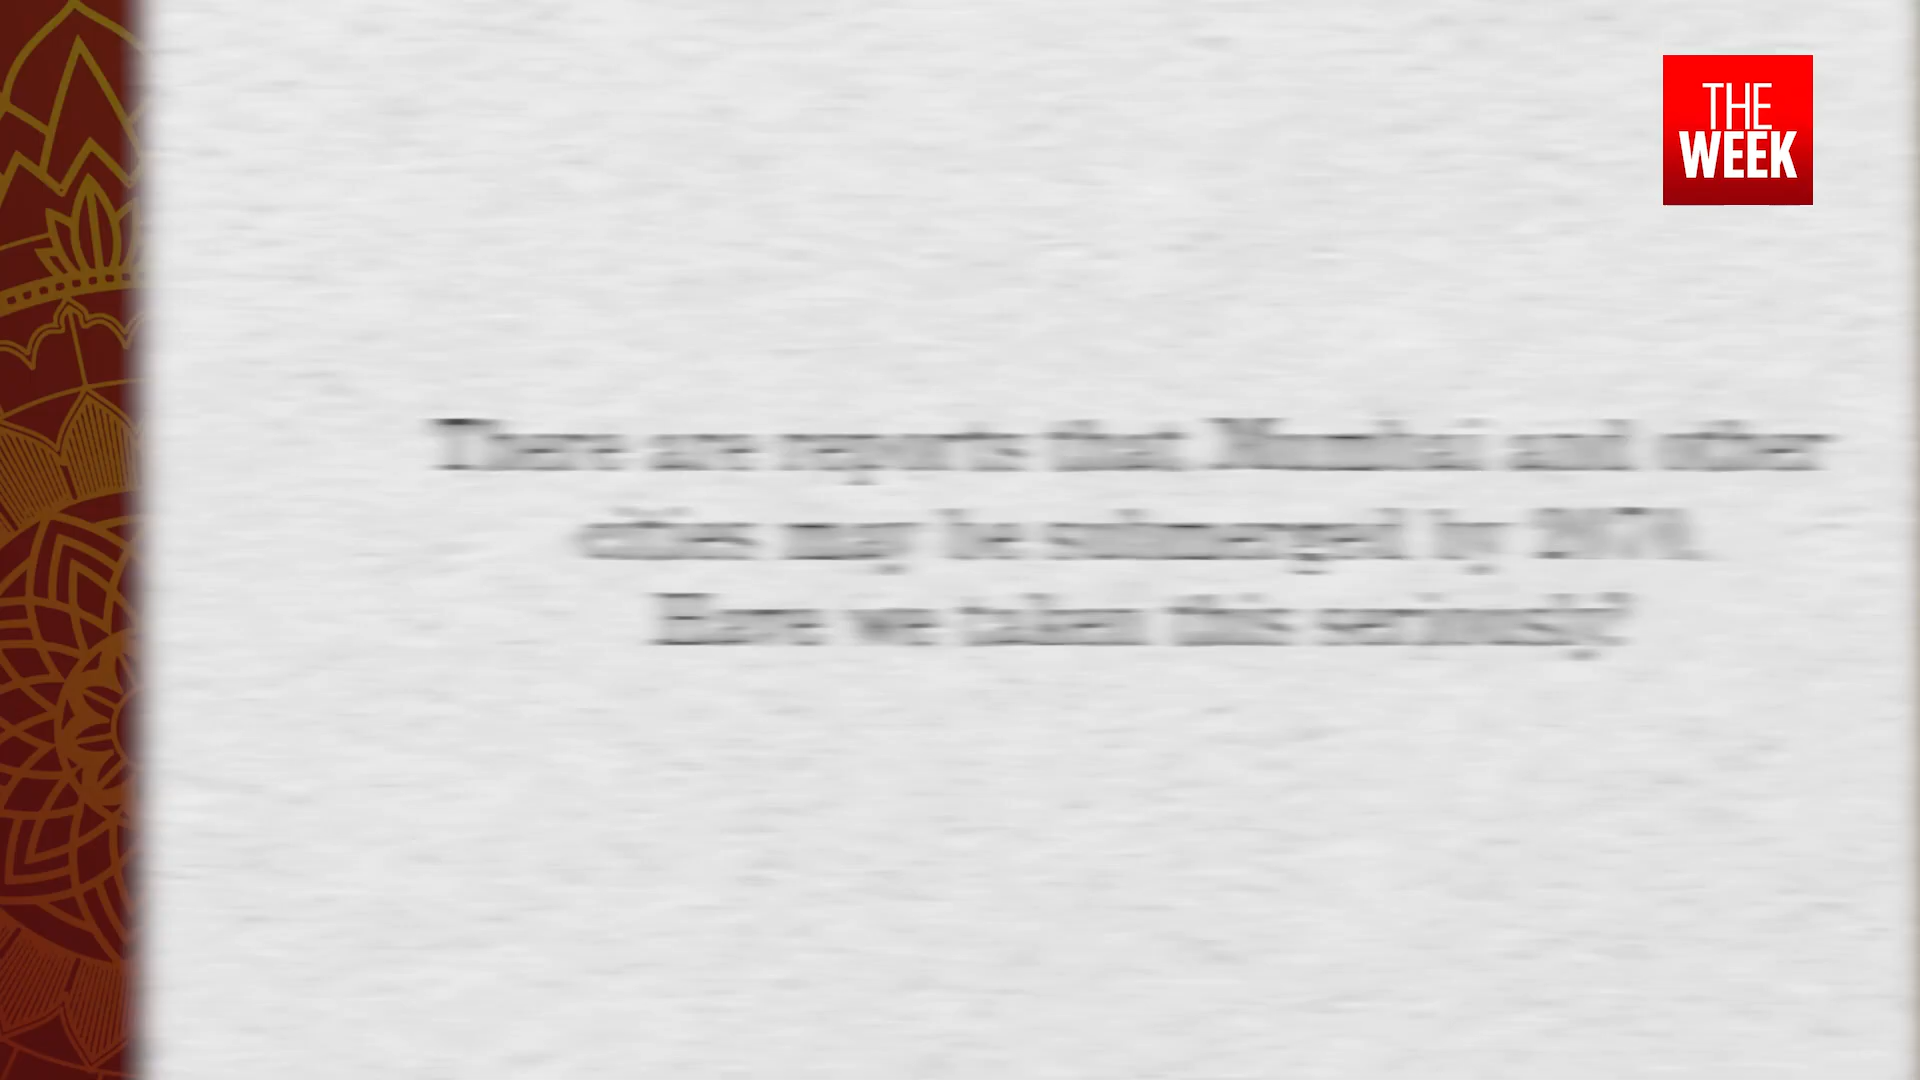 THE
WEEK
There are reports that Mumbai and other
cities may be submerged by
Have we taken this seriously?